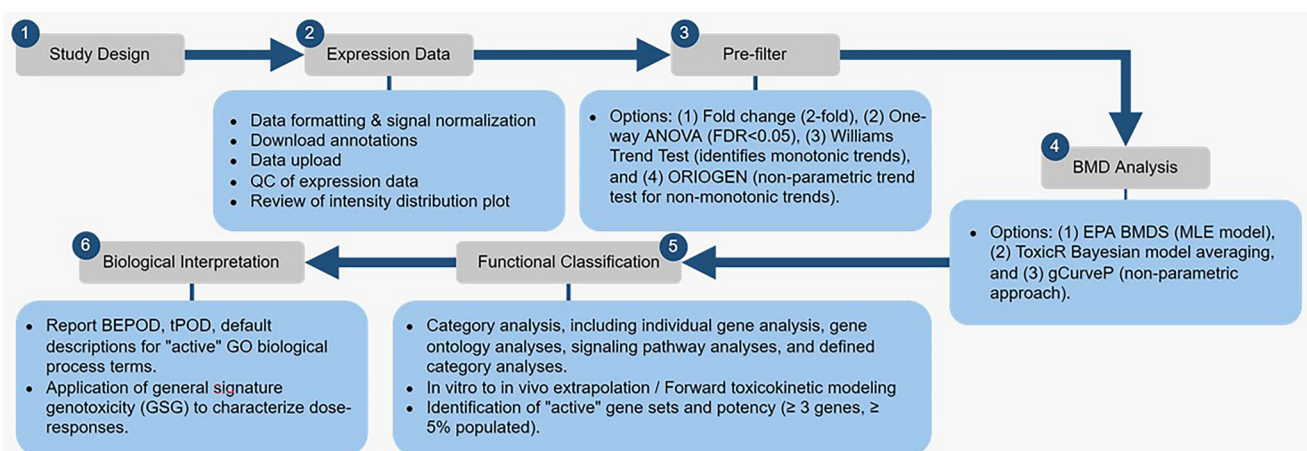 1
Study Design
2
Expression Data
• Data formatting & signal normalization
• Download annotations
• Data upload
• QC of expression data
• Review of intensity distribution plot
3
Pre-filter
• Options: (1) Fold change (2-fold), (2) One-
way ANOVA (FDR<0.05), (3) Williams
Trend Test (identifies monotonic trends),
and (4) ORIOGEN (non-parametric trend
test for non-monotonic trends).
4
BMD Analysis
• Options: (1) EPA BMDS (MLE model),
(2) ToxicR Bayesian model averaging,
and (3) gCurveP (non-parametric
approach).
5
Functional Classification
• Category analysis, including individual gene analysis, gene
ontology analyses, signaling pathway analyses, and defined
category analyses.
• In vitro to in vivo extrapolation / Forward toxicokinetic modeling
• Identification of "active" gene sets and potency (≥ 3 genes, ≥
5% populated).
6
Biological Interpretation
• Report BEPOD, tPOD, default
descriptions for "active" GO biological
process terms.
• Application of general signature
genotoxicity (GSG) to characterize dose-
responses.